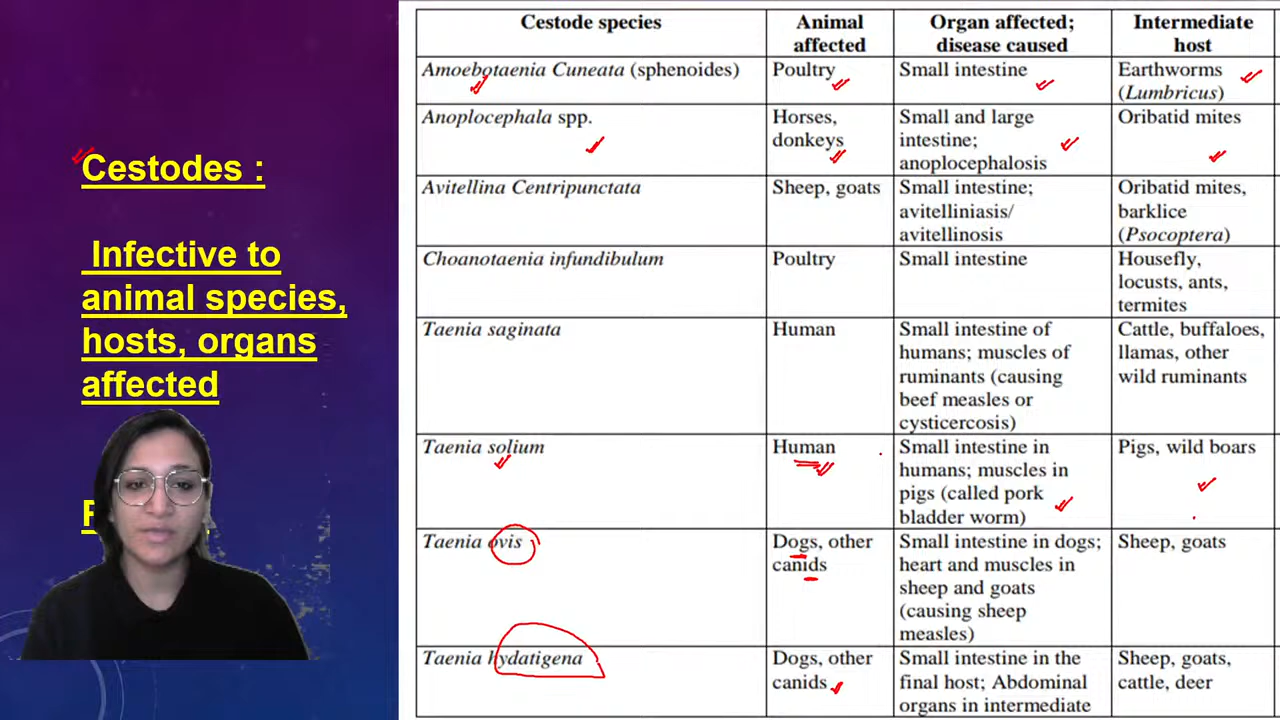 Cestodes :
Infective to
animal species,
hosts, organs
affected
Cestode species
Animal
affected
Organ affected;
disease caused
Intermediate
host
Amoebotaenia Cuneata (sphenoides)
Poultry
Small intestine
Earthworms
(Lumbricus)
Anoplocephala spp.
Horses,
donkeys
Small and large
intestine;
anoplocephalosis
Oribatid mites
Avitellina Centripunctata
Sheep, goats
Small intestine;
avitelliniasis/
avitellinosis
Oribatid mites,
barklice
(Psocoptera)
Choanotaenia infundibulum
Poultry
Small intestine
Housefly,
locusts, ants,
termites
Taenia saginata
Human
Small intestine of
humans; muscles of
ruminants (causing
beef measles or
cysticercosis)
Cattle, buffaloes,
llamas, other
wild ruminants
Taenia solium
Human
Small intestine in
humans; muscles in
pigs (called pork
bladder worm)
Pigs, wild boars
Taenia ovis
Dogs, other
canids
Small intestine in dogs;
heart and muscles in
sheep and goats
(causing sheep
measles)
Sheep, goats
Taenia hydatigena
Dogs, other
canids
Small intestine in the
final host; Abdominal
organs in intermediate
Sheep, goats,
cattle, deer